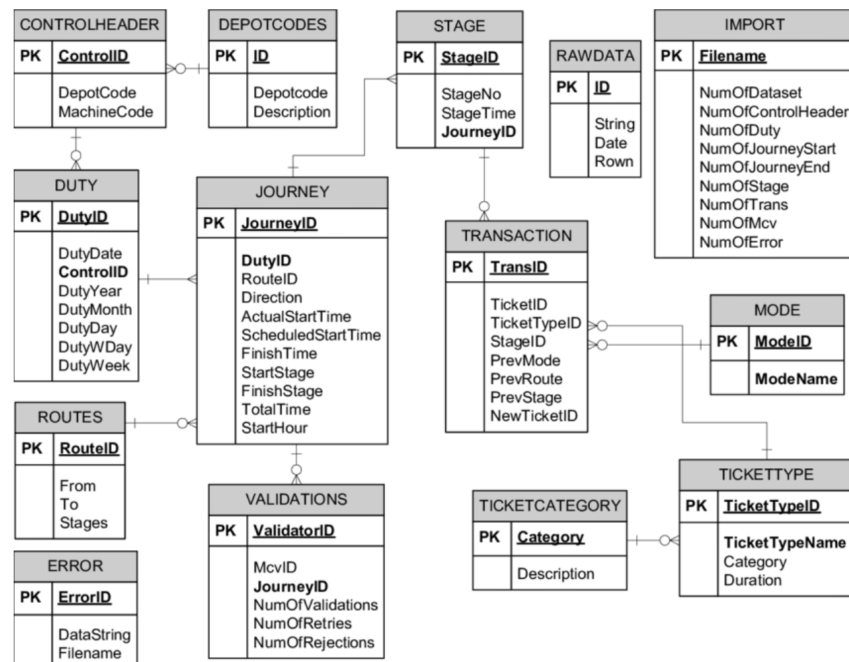 CONTROLHEADER
PK ControlID
DepotCode
MachineCode
DEPOTCODES
PK ID
Depotcode
Description
STAGE
PK StageID
StageNo
StageTime
JourneyID
RAWDATA
PK ID
String
Date
Rown
IMPORT
PK Filename
NumOfDataset
NumOfControlHeader
NumOfDuty
NumOfJourneyStart
NumOfJourneyEnd
NumOfStage
NumOfTrans
NumOfMcv
NumOfError
DUTY
PK DutyID
DutyDate
ControlID
DutyYear
DutyMonth
DutyDay
DutyWDay
DutyWeek
JOURNEY
PK JourneyID
DutyID
RouteID
Direction
ActualStartTime
ScheduledStartTime
FinishTime
StartStage
FinishStage
TotalTime
StartHour
TRANSACTION
PK TransID
TicketID
TicketTypeID
StageID
PrevMode
PrevRoute
PrevStage
NewTicketID
MODE
PK ModeID
ModeName
ROUTES
PK RouteID
From
To
Stages
VALIDATIONS
PK ValidatorID
McvID
JourneyID
NumOfValidations
NumOfRetries
NumOfRejections
TICKETCATEGORY
PK Category
Description
TICKETTYPE
PK TicketTypeID
TicketTypeName
Category
Duration
ERROR
PK ErrorID
DataString
Filename